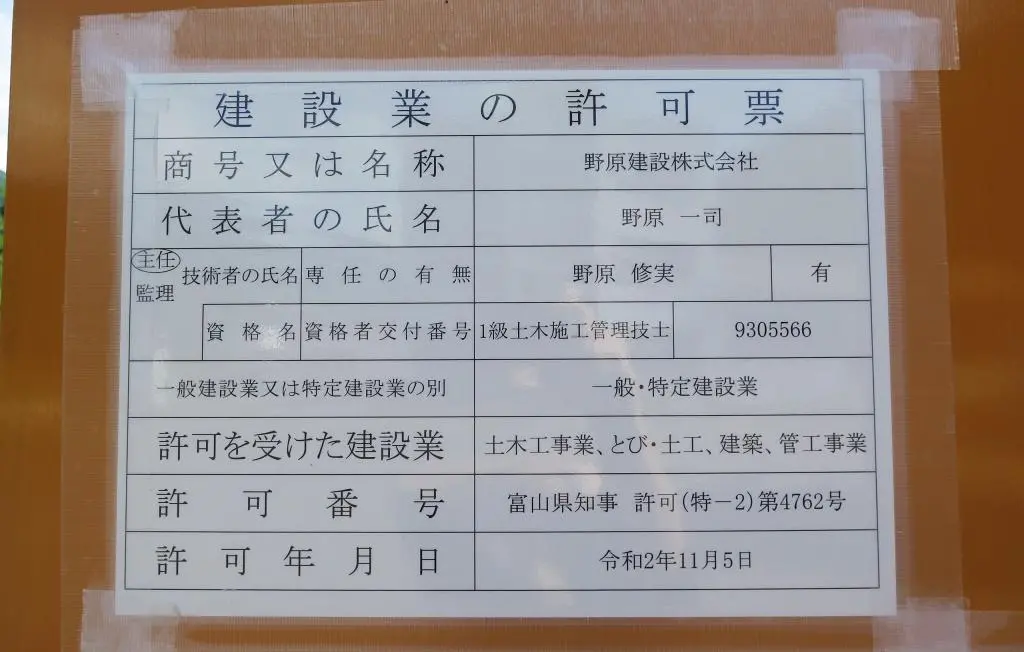 建設業の許可票
商号又は名称 野原建設株式会社
代表者の氏名 野原 一司
主任
監理 技術者の氏名 専任の有無 野原 修実 有
資格名 資格者交付番号 1級土木施工管理技士 9305566
一般建設業又は特定建設業の別 一般・特定建設業
許可を受けた建設業 土木工事業、とび・土工、建築、管工事業
許可番号 富山県知事 許可(特－2)第4762号
許可年月日 令和2年11月5日